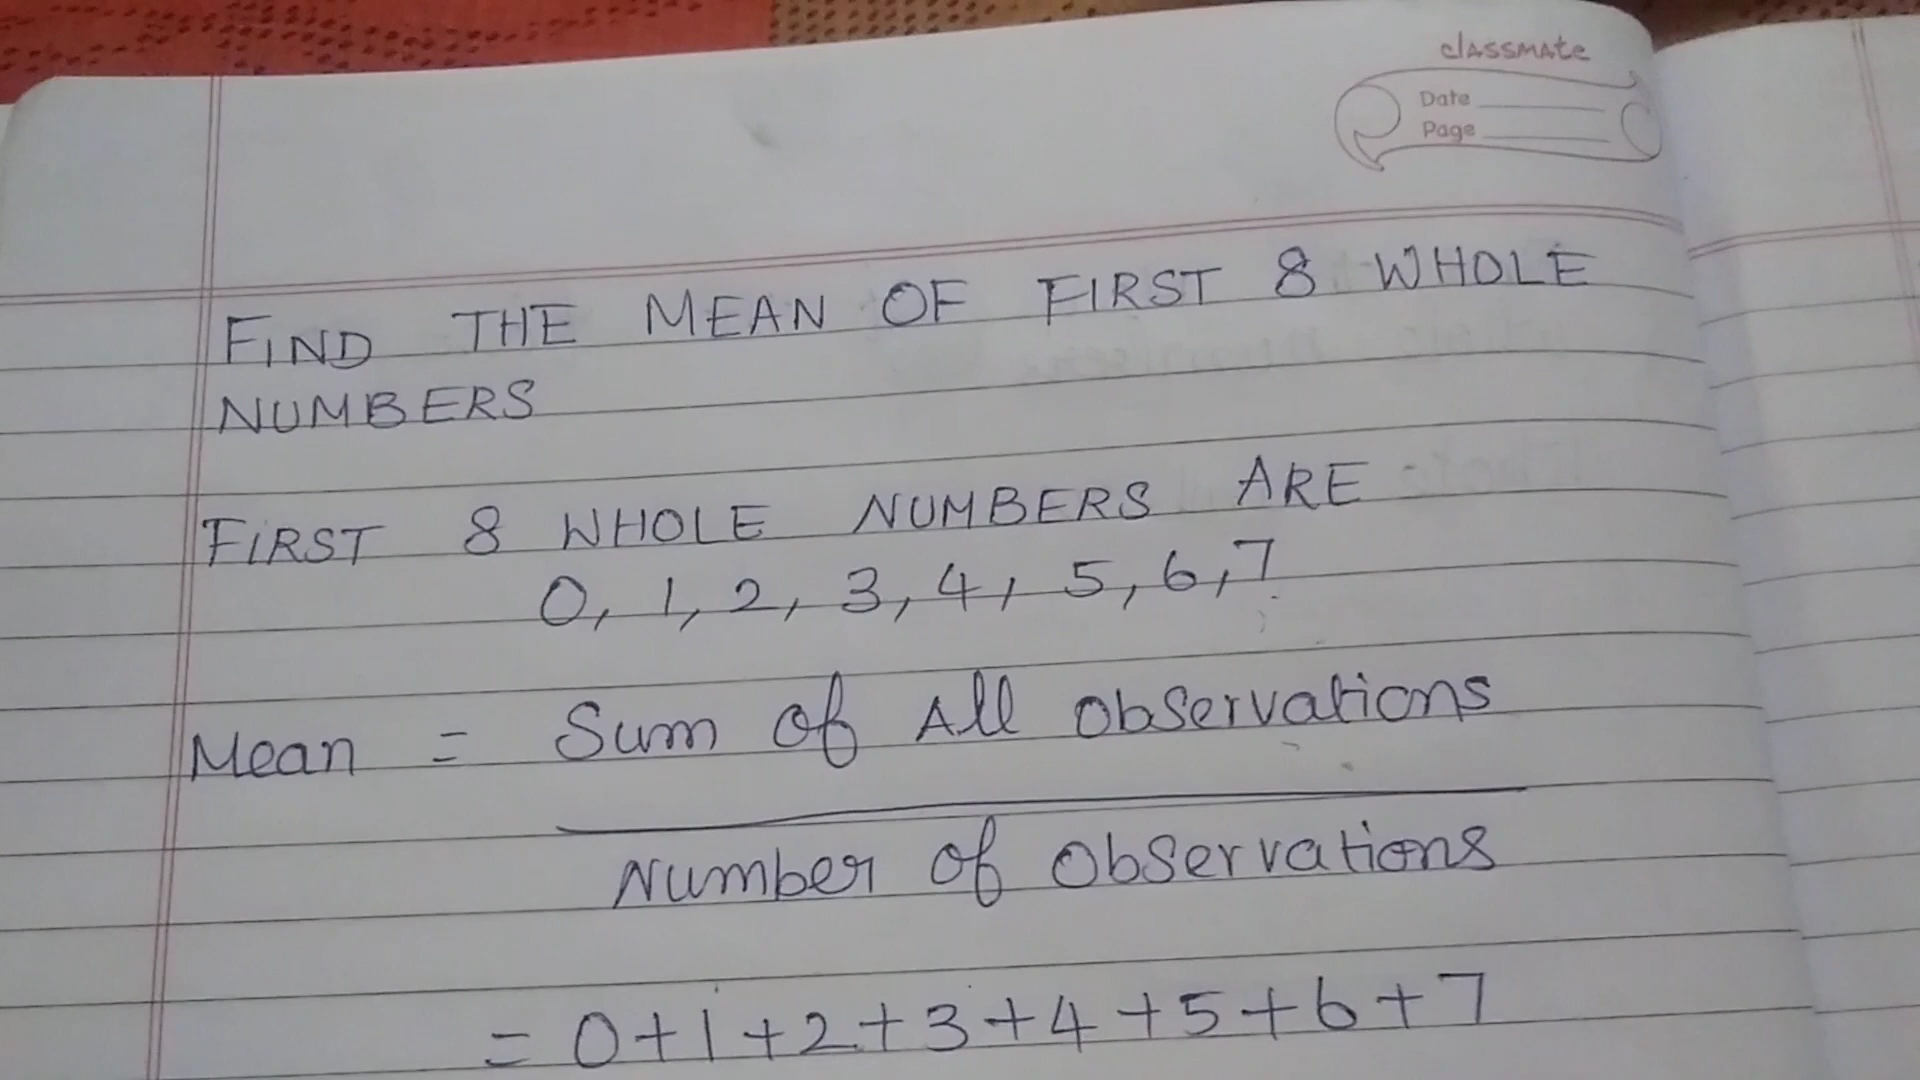 classmate
Date
Page
FIND THE MEAN OF FIRST 8 WHOLE
NUMBERS
FIRST 8 WHOLE NUMBERS ARE
0, 1, 2, 3, 4, 5, 6, 7
Mean = Sum of All observations
Number of observations
= 0+1+2+3+4+5+6+7